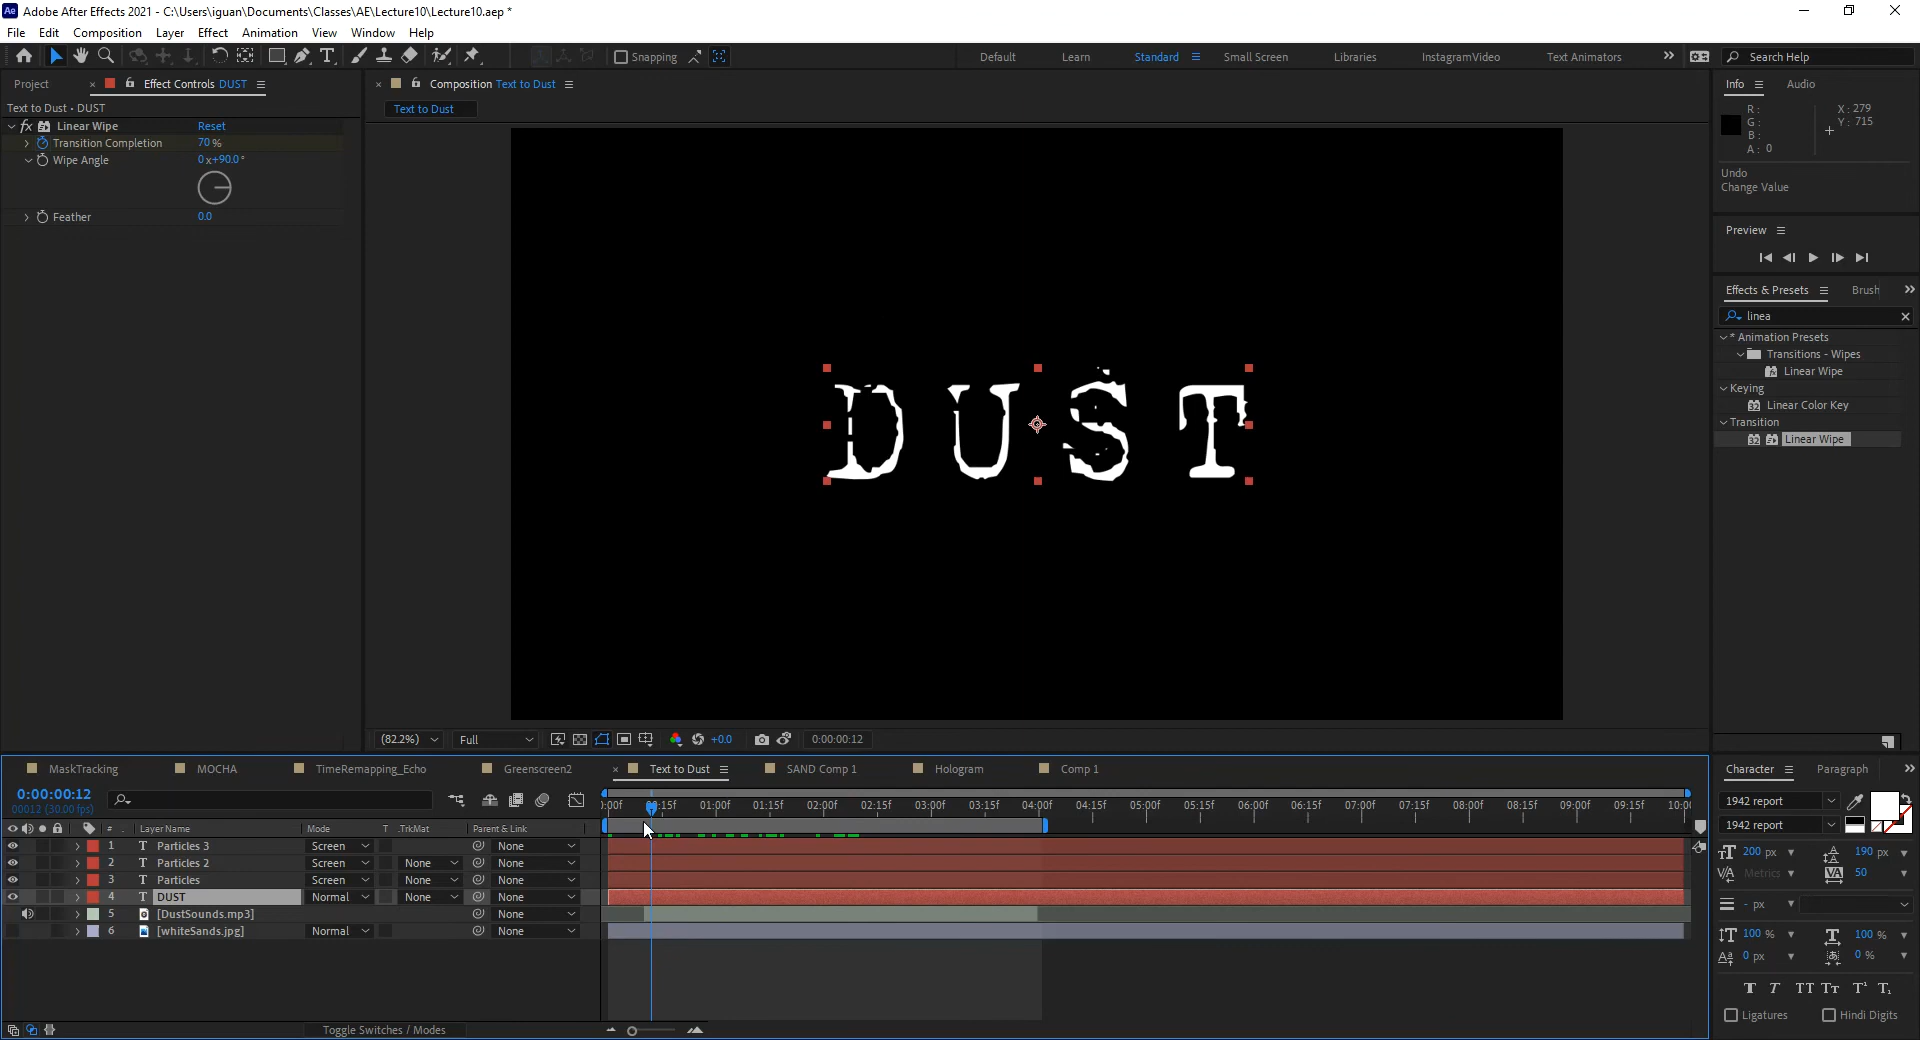 Adobe After Effects 2021 - C:\Users\iguan\Documents\Classes\AE\Lecture10\Lecture10.aep *
File Edit Composition Layer Effect Animation View Window Help
Snapping Default Learn Standard Small Screen Libraries InstagramVideo Text Animators Search Help
Project Effect Controls DUST
Text to Dust • DUST
fx Linear Wipe Reset
Transition Completion 70 %
Wipe Angle 0 x+90.0 °
Feather 0.0
Composition Text to Dust
Text to Dust
DUST
(82.2%) Full +0.0 0:00:00:12
Info Audio
R: X: 279
G: Y: 715
B:
A: 0
Undo
Change Value
Preview
Effects & Presets Brush
linea
* Animation Presets
Transitions - Wipes
Linear Wipe
Keying
Linear Color Key
Transition
Linear Wipe
MaskTracking MOCHA TimeRemapping_Echo Greenscreen2 Text to Dust SAND Comp 1 Hologram Comp 1
0:00:00:12
00012 (30.00 fps)
01:00f 01:15f 02:00f 02:15f 03:00f 03:15f 04:00f 04:15f 05:00f 05:15f 06:00f 06:15f 07:00f 07:15f 08:00f 08:15f 09:00f 09:15f
# Layer Name Mode T .TrkMat Parent & Link
1 T Particles 3 Screen None
2 T Particles 2 Screen None None
3 T Particles Screen None None
4 T DUST Normal None None
5 [DustSounds.mp3] None
6 [whiteSands.jpg] Normal None
Toggle Switches / Modes
Character Paragraph
1942 report
1942 report
200 px 190 px
Metrics 50
- px
100 % 100 %
0 px 0 %
T T TT Tт T¹ T₁
Ligatures Hindi Digits